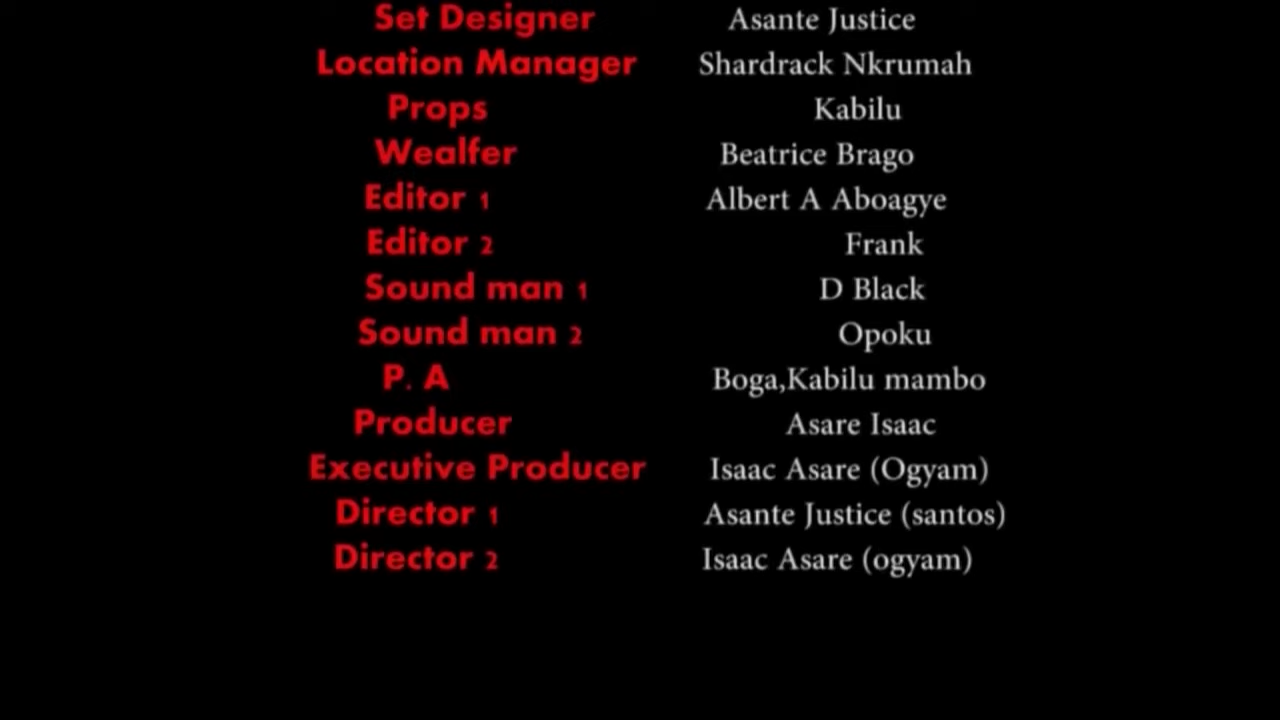 Set Designer Asante Justice
Location Manager Shardrack Nkrumah
Props Kabilu
Wealfer Beatrice Brago
Editor 1 Albert A Aboagye
Editor 2 Frank
Sound man 1 D Black
Sound man 2 Opoku
P. A Boga,Kabilu mambo
Producer Asare Isaac
Executive Producer Isaac Asare (Ogyam)
Director 1 Asante Justice (santos)
Director 2 Isaac Asare (ogyam)